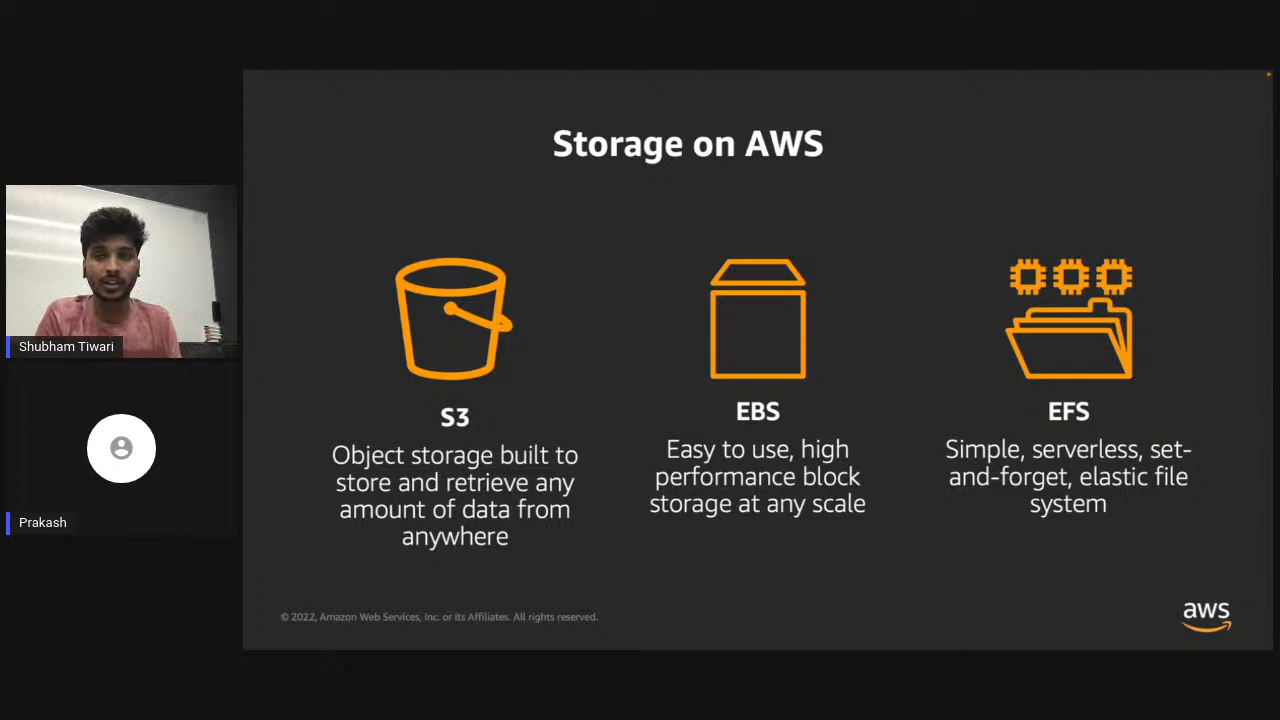 Storage on AWS
Shubham Tiwari
Prakash
S3
Object storage built to
store and retrieve any
amount of data from
anywhere
EBS
Easy to use, high
performance block
storage at any scale
EFS
Simple, serverless, set-
and-forget, elastic file
system
© 2022, Amazon Web Services, Inc. or its Affiliates. All rights reserved.
aws